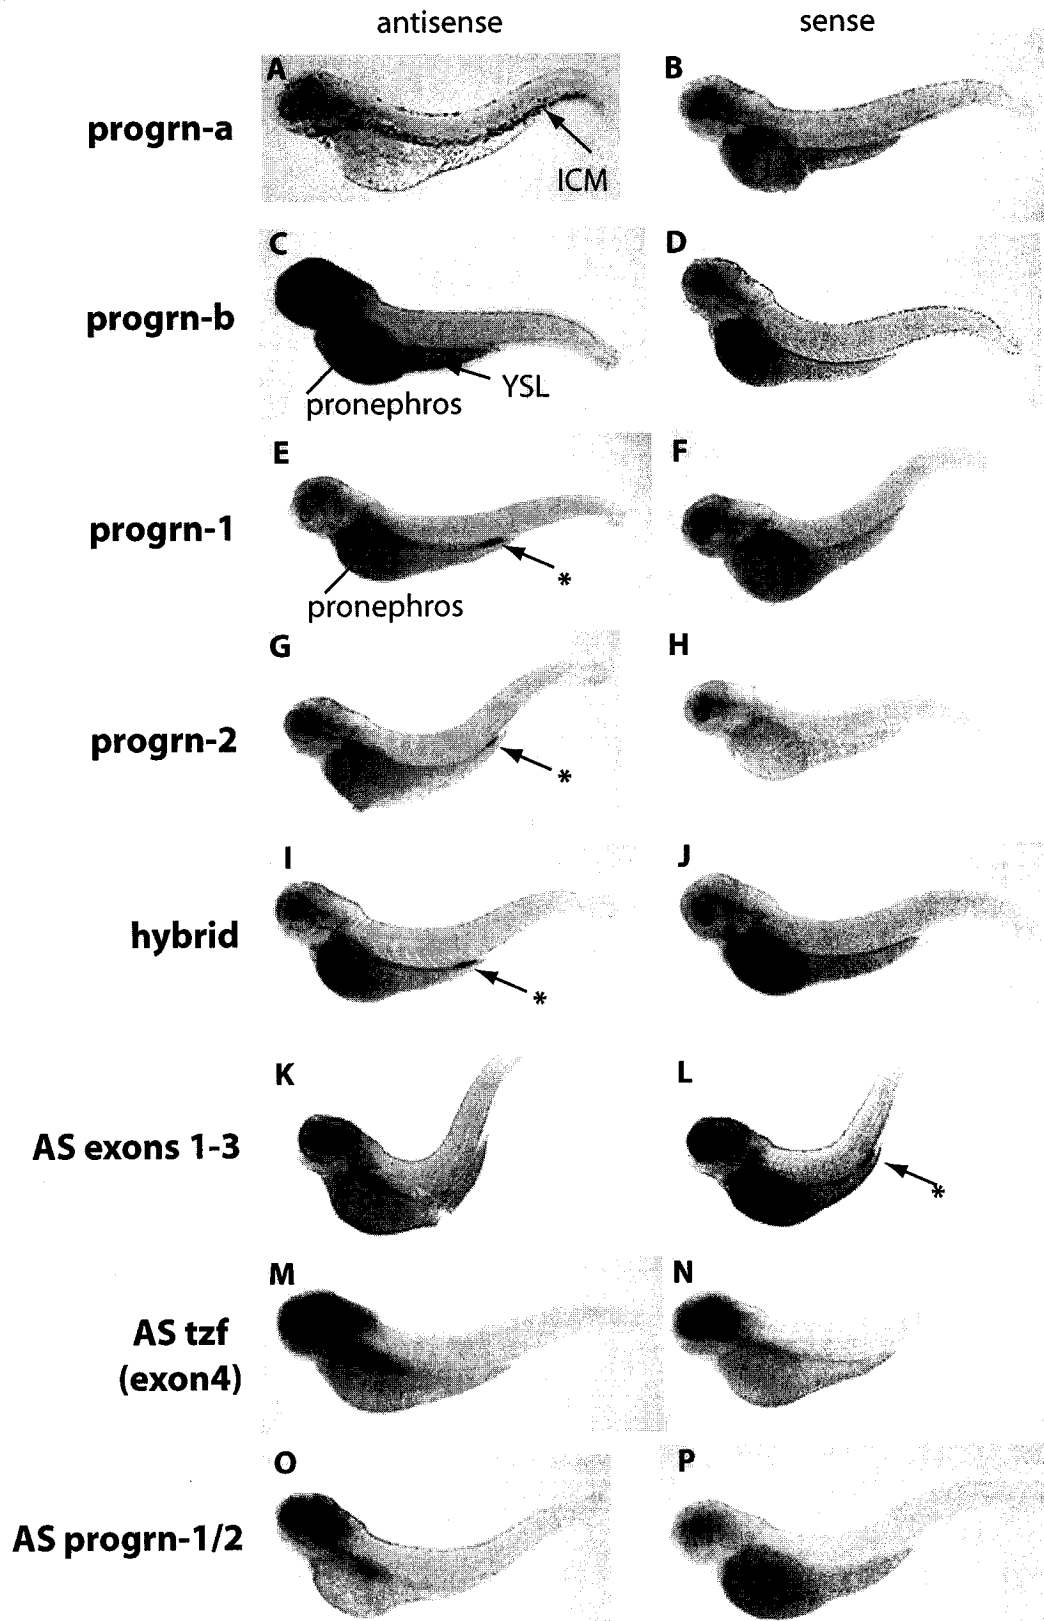 antisense sense
A B
progrn-a
ICM
C D
progrn-b
YSL
pronephros
E F
progrn-1
*
pronephros
G H
progrn-2
*
I J
hybrid
*
K L
AS exons 1-3
*
M N
AS tzf
(exon4)
O P
AS progrn-1/2